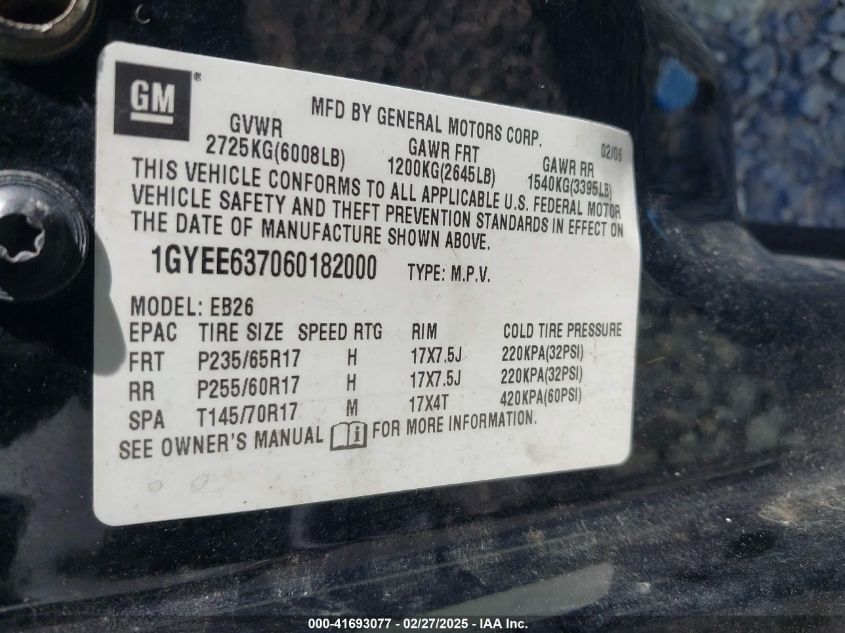 GM ®
MFD BY GENERAL MOTORS CORP. 02/06
GVWR GAWR FRT GAWR RR
2725KG(6008LB) 1200KG(2645LB) 1540KG(3395LB)
THIS VEHICLE CONFORMS TO ALL APPLICABLE U.S. FEDERAL MOTOR
VEHICLE SAFETY AND THEFT PREVENTION STANDARDS IN EFFECT ON
THE DATE OF MANUFACTURE SHOWN ABOVE.
1GYEE637060182000 TYPE: M.P.V.
MODEL: EB26
EPAC TIRE SIZE SPEED RTG RIM COLD TIRE PRESSURE
FRT P235/65R17 H 17X7.5J 220KPA(32PSI)
RR P255/60R17 H 17X7.5J 220KPA(32PSI)
SPA T145/70R17 M 17X4T 420KPA(60PSI)
SEE OWNER'S MANUAL i FOR MORE INFORMATION.
000-41693077 - 02/27/2025 - IAA Inc.